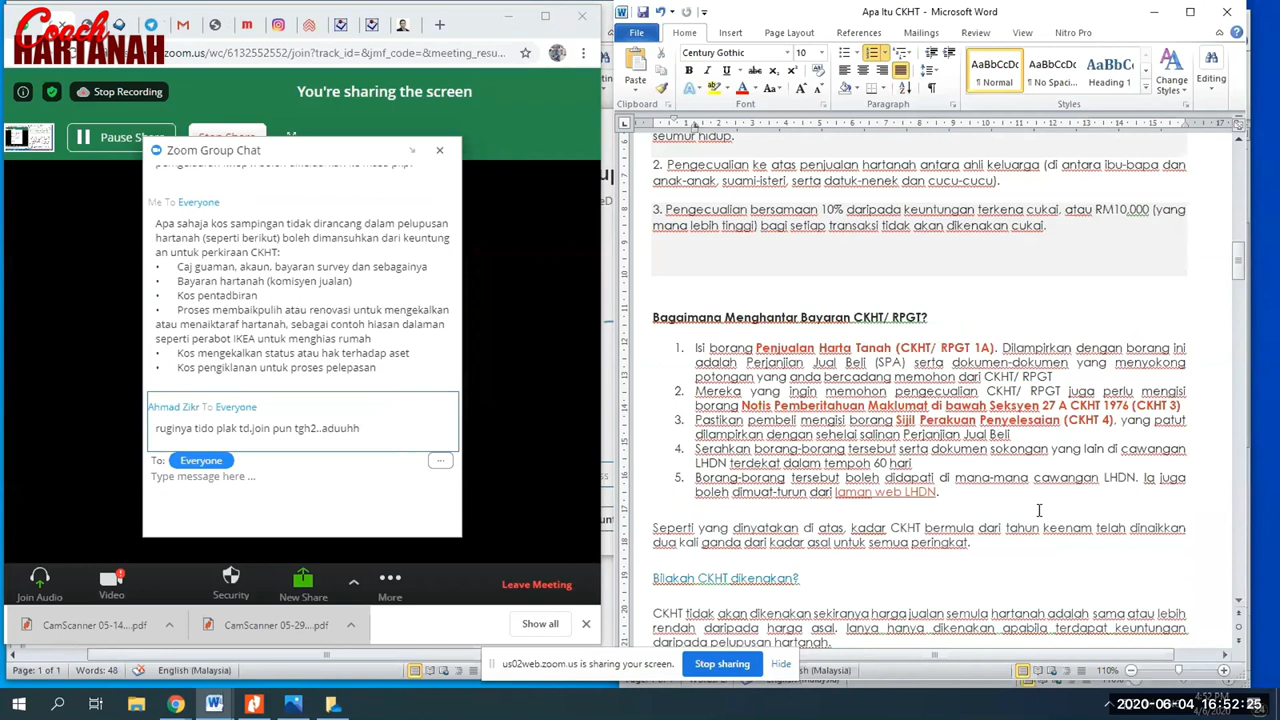 Coach
HARTANAH
zoom.us/wc/6132552552/join?track_id=&jmf_code=&meeting_resu...
Stop Recording
You're sharing the screen
Pause Share
Stop Share
Zoom Group Chat
Me To Everyone
Apa sahaja kos sampingan tidak dirancang dalam pelupusan
hartanah (seperti berikut) boleh dimansuhkan dari keuntung
an untuk perkiraan CKHT:
• Caj guaman, akaun, bayaran survey dan sebagainya
• Bayaran hartanah (komisyen jualan)
• Kos pentadbiran
• Proses membaikpulih atau renovasi untuk mengekalkan
atau menaiktaraf hartanah, sebagai contoh hiasan dalaman
seperti perabot IKEA untuk menghias rumah
• Kos mengekalkan status atau hak terhadap aset
• Kos pengiklanan untuk proses pelepasan
Ahmad Zikr To Everyone
ruginya tido plak td,join pun tgh2..aduuhh
To: Everyone
...
Type message here ...
Join Audio
Video
Security
New Share
More
Leave Meeting
CamScanner 05-14....pdf
CamScanner 05-29....pdf
Show all
Page: 1 of 1
Words: 48
English (Malaysia)
us02web.zoom.us is sharing your screen.
Stop sharing
Hide
Apa Itu CKHT - Microsoft Word
File
Home
Insert
Page Layout
References
Mailings
Review
View
Nitro Pro
Paste
Clipboard
Century Gothic
10
Font
Paragraph
AaBbCcDc
¶ Normal
AaBbCcDc
¶ No Spaci...
AaBbCc
Heading 1
Change
Styles
Styles
Editing
seumur hidup.
2. Pengecualian ke atas penjualan hartanah antara ahli keluarga (di antara ibu-bapa dan
anak-anak, suami-isteri, serta datuk-nenek dan cucu-cucu).
3. Pengecualian bersamaan 10% daripada keuntungan terkena cukai, atau RM10,000 (yang
mana lebih tinggi) bagi setiap transaksi tidak akan dikenakan cukai.
Bagaimana Menghantar Bayaran CKHT/ RPGT?
1. Isi borang Penjualan Harta Tanah (CKHT/ RPGT 1A). Dilampirkan dengan borang ini
adalah Perjanjian Jual Beli (SPA) serta dokumen-dokumen yang menyokong
potongan yang anda bercadang memohon dari CKHT/ RPGT
2. Mereka yang ingin memohon pengecualian CKHT/ RPGT juga perlu mengisi
borang Notis Pemberitahuan Maklumat di bawah Seksyen 27 A CKHT 1976 (CKHT 3)
3. Pastikan pembeli mengisi borang Sijil Perakuan Penyelesaian (CKHT 4), yang patut
dilampirkan dengan sehelai salinan Perjanjian Jual Beli
4. Serahkan borang-borang tersebut serta dokumen sokongan yang lain di cawangan
LHDN terdekat dalam tempoh 60 hari
5. Borang-borang tersebut boleh didapati di mana-mana cawangan LHDN. Ia juga
boleh dimuat-turun dari laman web LHDN.
Seperti yang dinyatakan di atas, kadar CKHT bermula dari tahun keenam telah dinaikkan
dua kali ganda dari kadar asal untuk semua peringkat.
Bilakah CKHT dikenakan?
CKHT tidak akan dikenakan sekiranya harga jualan semula hartanah adalah sama atau lebih
rendah daripada harga asal. Ianya hanya dikenakan apabila terdapat keuntungan
daripada pelupusan hartanah.
110%
2020-06-04 16:52:25